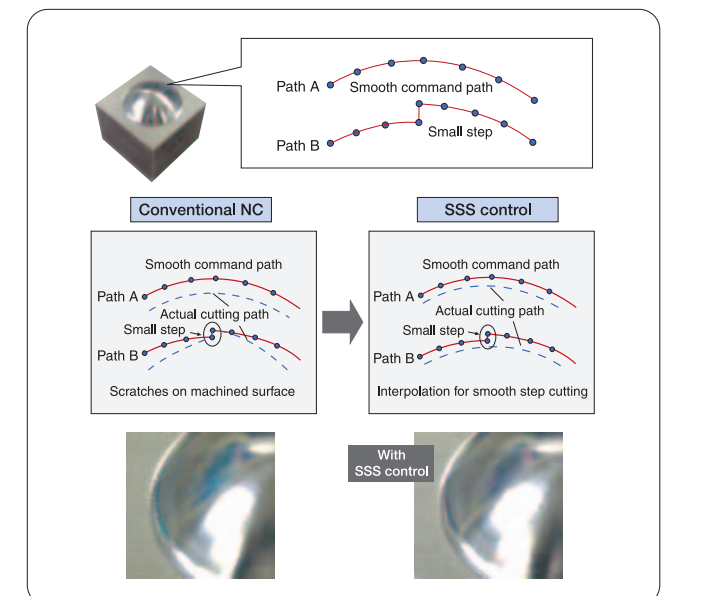 Path A
Smooth command path
Path B
Small step
Conventional NC
SSS control
Smooth command path
Path A
Actual cutting path
Small step
Path B
Scratches on machined surface
Smooth command path
Path A
Actual cutting path
Small step
Path B
Interpolation for smooth step cutting
With
SSS control